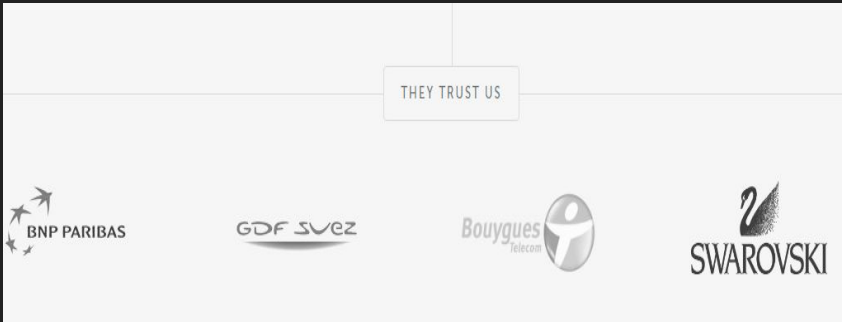 THEY TRUST US
BNP PARIBAS
GDF SUEZ
Bouygues
Telecom
SWAROVSKI